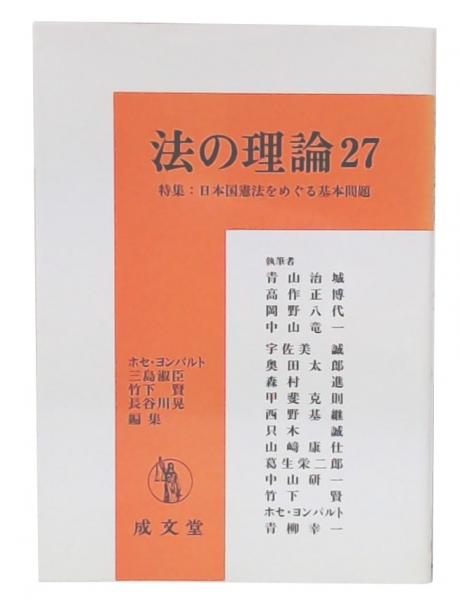 法の理論27
特集：日本国憲法をめぐる基本問題
執筆者
青山治城
高作正博
岡野八代
中山竜一
宇佐美誠
奥田太郎
森村進
甲斐克則
西野基継
只木誠
山﨑康仕
葛生栄二郎
中山研一
竹下賢
ホセ・ヨンパルト
青柳幸一
ホセ・ヨンパルト
三島淑臣
竹下賢
長谷川晃
編集
成文堂